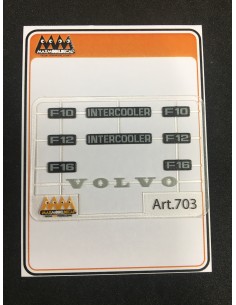 F10 INTERCOOLER F10
F12 INTERCOOLER F12
F16 F16
VOLVO
Art.703